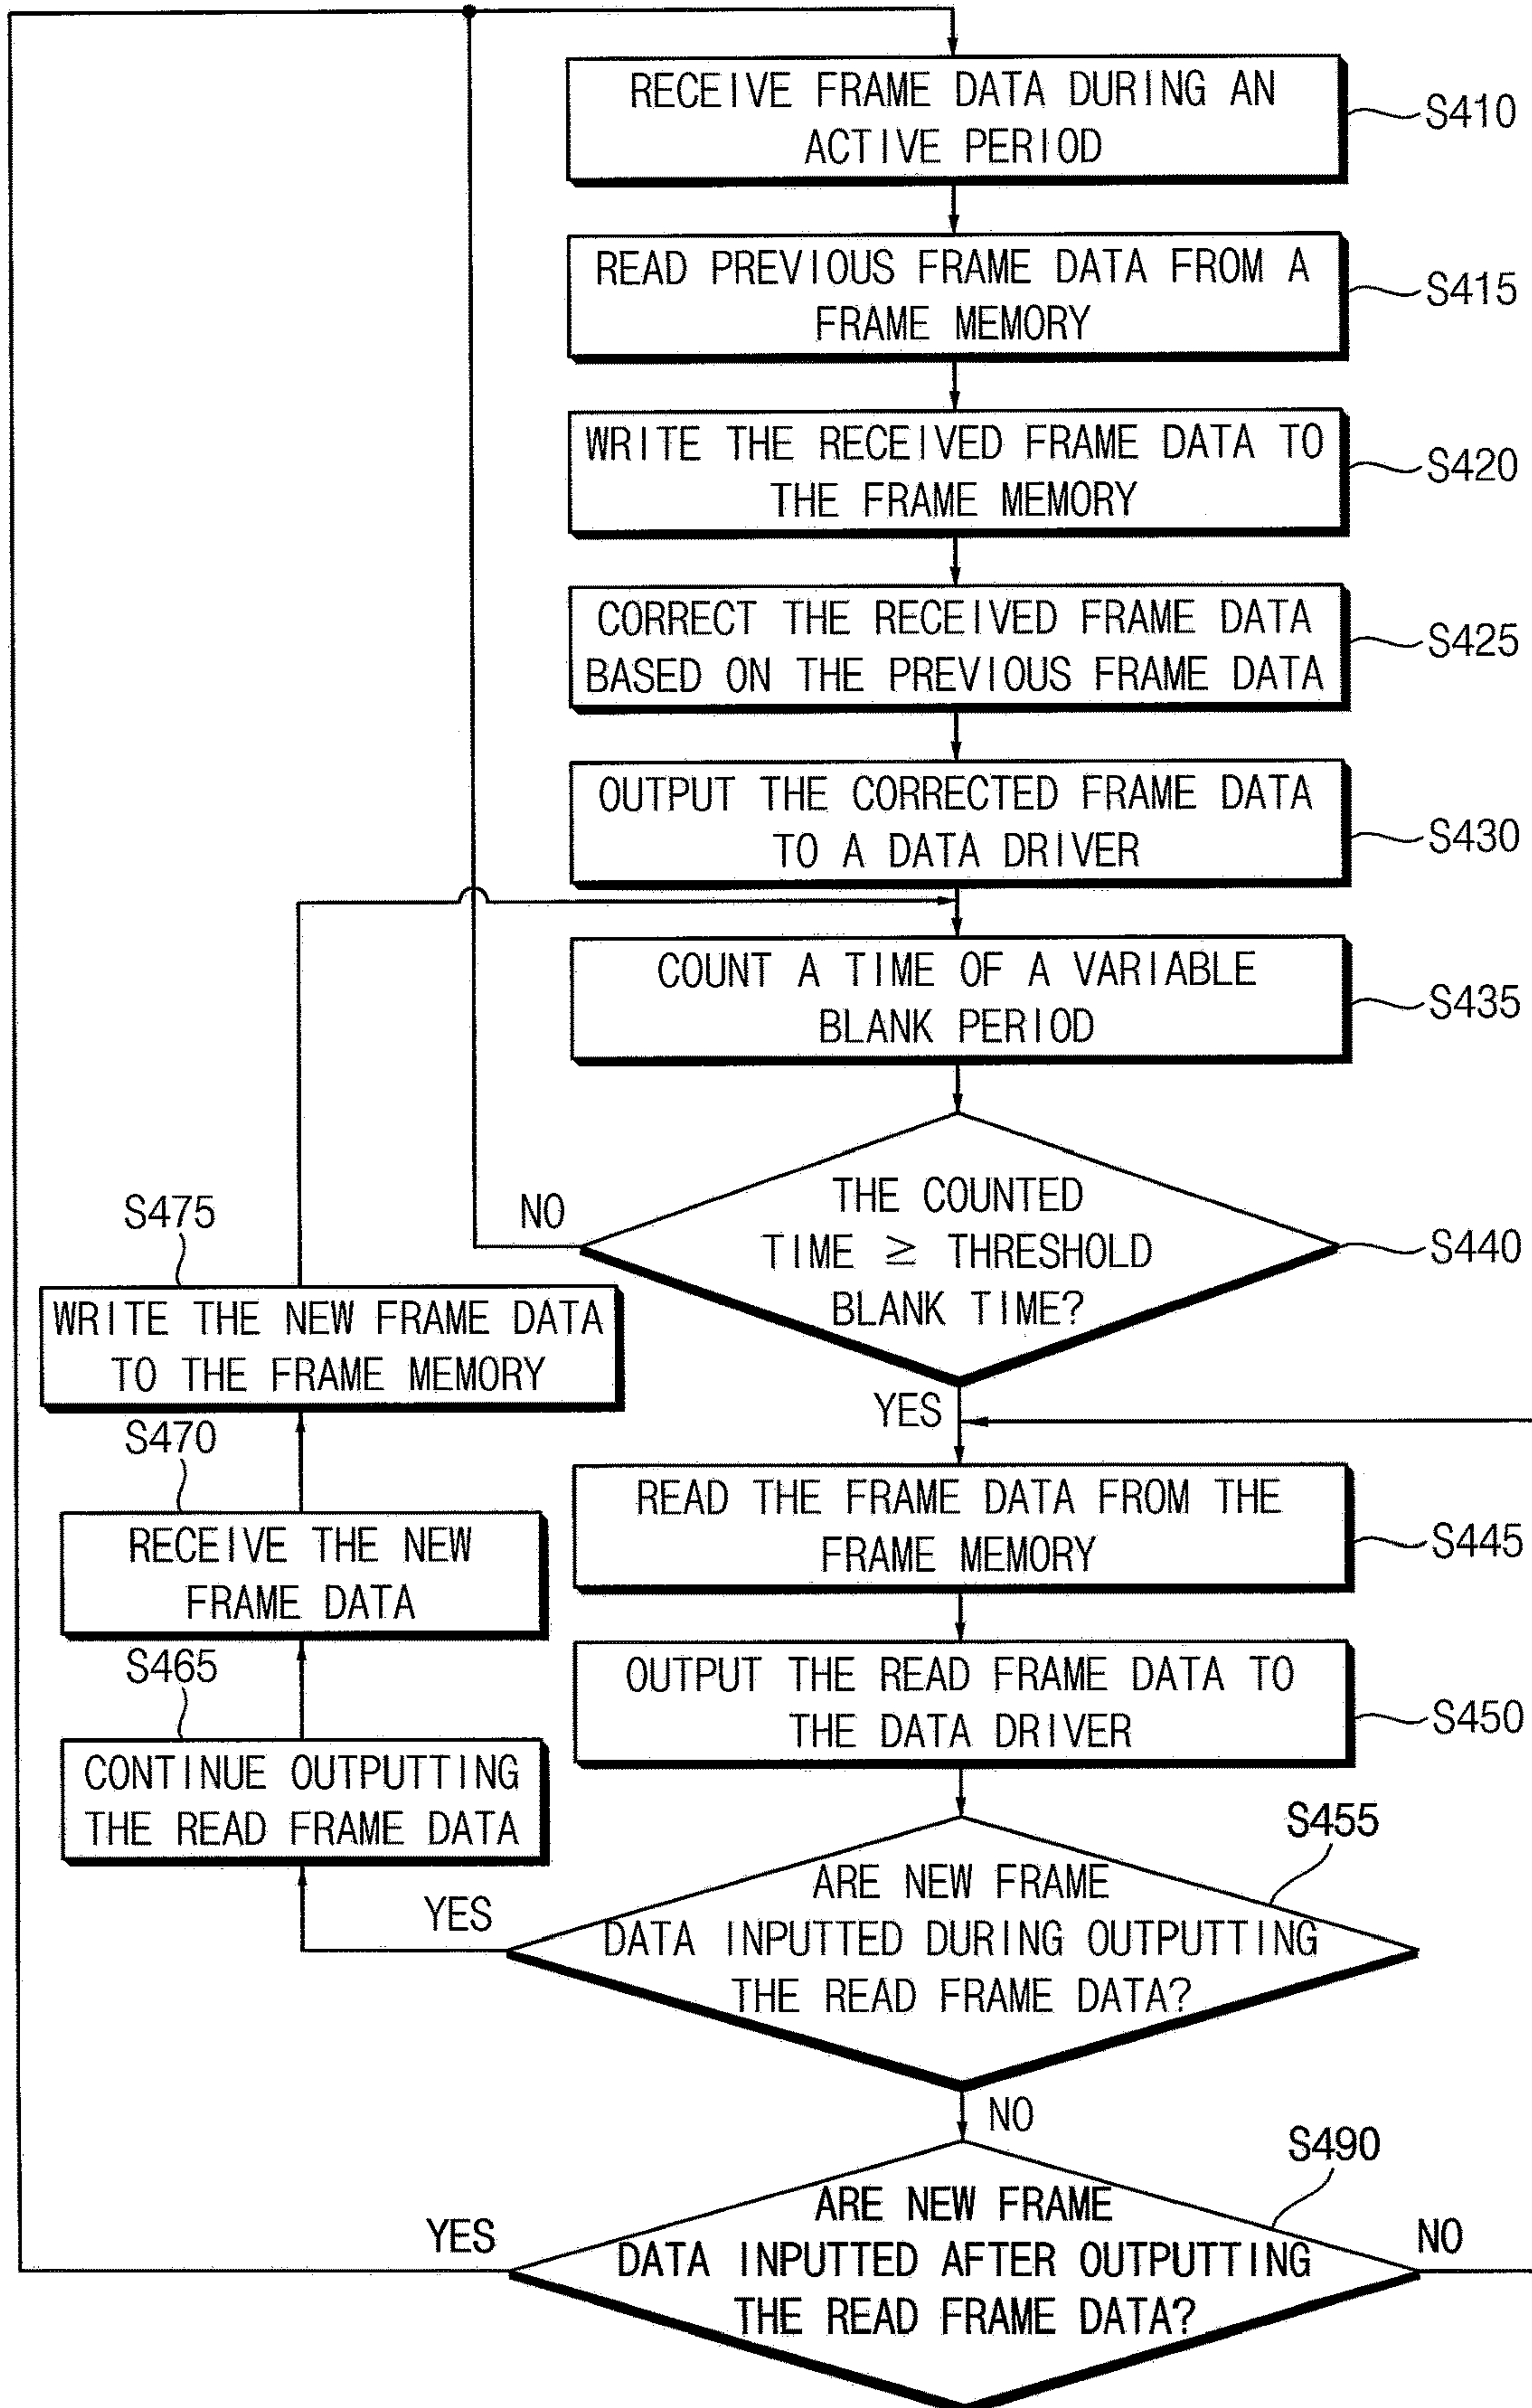 RECEIVE FRAME DATA DURING AN
ACTIVE PERIOD
S410
READ PREVIOUS FRAME DATA FROM A
FRAME MEMORY
S415
WRITE THE RECEIVED FRAME DATA TO
THE FRAME MEMORY
S420
CORRECT THE RECEIVED FRAME DATA
BASED ON THE PREVIOUS FRAME DATA
S425
OUTPUT THE CORRECTED FRAME DATA
TO A DATA DRIVER
S430
COUNT A TIME OF A VARIABLE
BLANK PERIOD
S435
THE COUNTED
TIME ≥ THRESHOLD
BLANK TIME?
S440
NO
YES
S475
WRITE THE NEW FRAME DATA
TO THE FRAME MEMORY
S470
RECEIVE THE NEW
FRAME DATA
S465
CONTINUE OUTPUTTING
THE READ FRAME DATA
READ THE FRAME DATA FROM THE
FRAME MEMORY
S445
OUTPUT THE READ FRAME DATA TO
THE DATA DRIVER
S450
S455
ARE NEW FRAME
DATA INPUTTED DURING OUTPUTTING
THE READ FRAME DATA?
YES
NO
S490
ARE NEW FRAME
DATA INPUTTED AFTER OUTPUTTING
THE READ FRAME DATA?
YES
NO